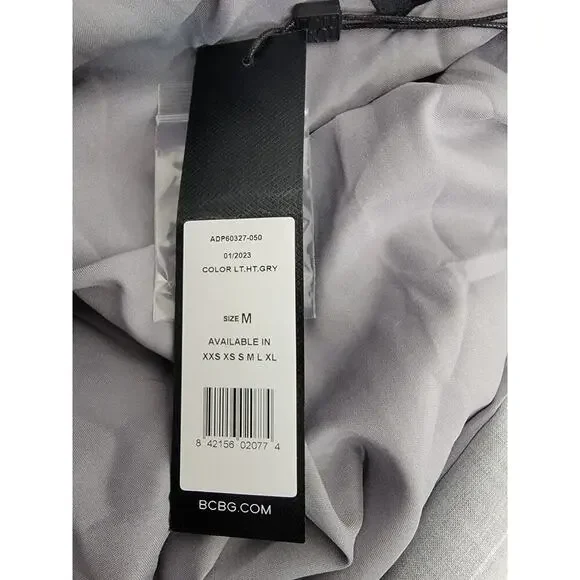 ADP60327-050
01/2023
COLOR LT.HT.GRY
SIZE M
AVAILABLE IN
XXS XS S M L XL
8 42156 02077 4
BCBG.COM